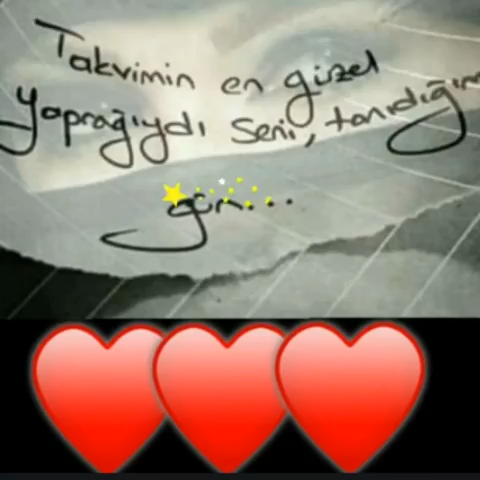 Takvimin en güzel
yaprağıydı seni, tanıdığım
gün...